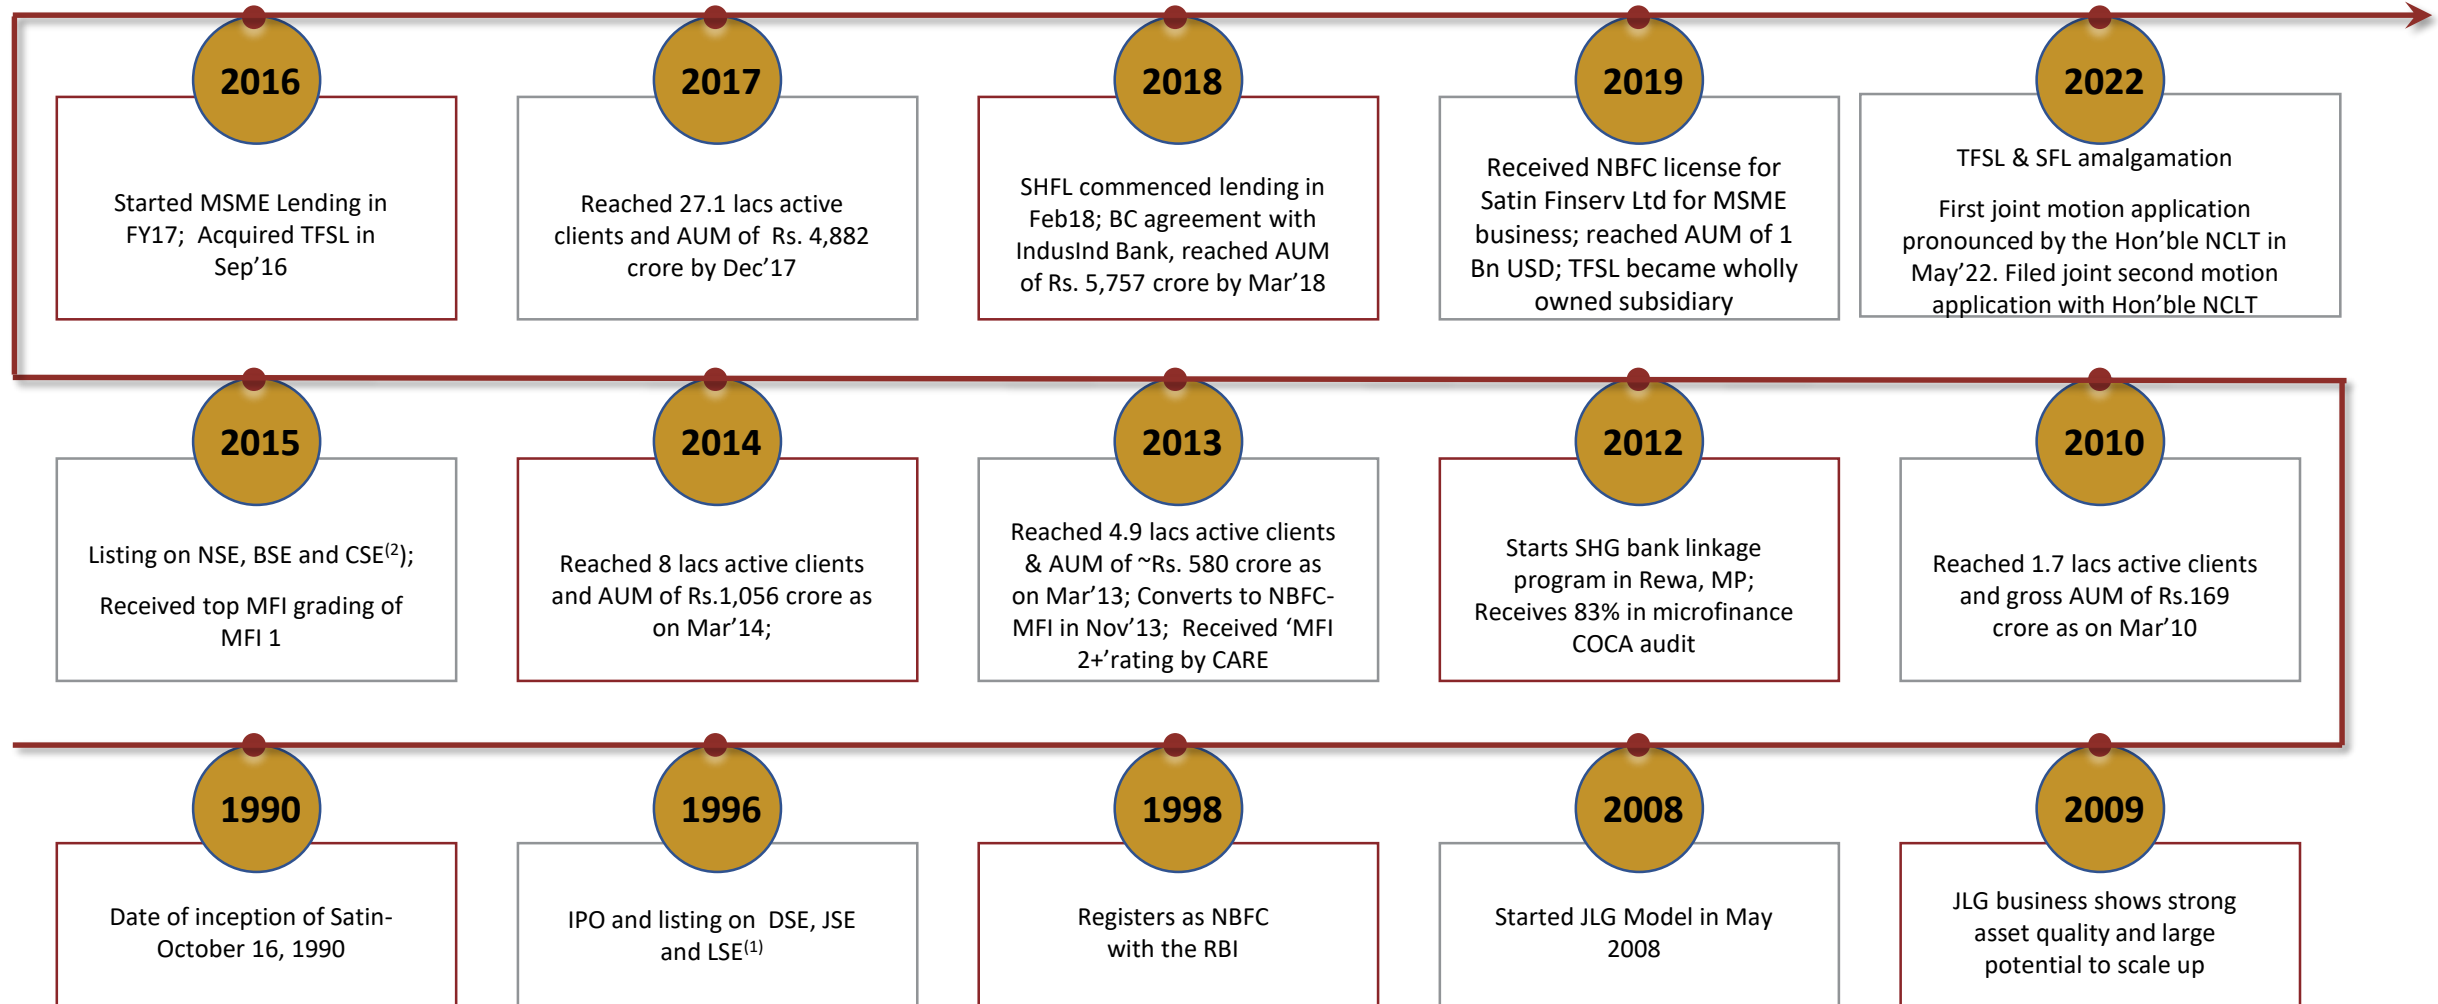 2016
Started MSME Lending in
FY17;  Acquired TFSL in
Sep’16
2017
Reached 27.1 lacs active
clients and AUM of  Rs. 4,882
crore by Dec’17
2018
SHFL commenced lending in
Feb18; BC agreement with
IndusInd Bank, reached AUM
of Rs. 5,757 crore by Mar’18
2019
Received NBFC license for
Satin Finserv Ltd for MSME
business; reached AUM of 1
Bn USD; TFSL became wholly
owned subsidiary
2022
TFSL & SFL amalgamation
First joint motion application
pronounced by the Hon’ble NCLT in
May’22. Filed joint second motion
application with Hon’ble NCLT
2015
Listing on NSE, BSE and CSE(2);
Received top MFI grading of
MFI 1
2014
Reached 8 lacs active clients
and AUM of Rs.1,056 crore as
on Mar’14;
2013
Reached 4.9 lacs active clients
& AUM of ~Rs. 580 crore as
on Mar’13; Converts to NBFC-
MFI in Nov’13;  Received ‘MFI
2+’rating by CARE
2012
Starts SHG bank linkage
program in Rewa, MP;
Receives 83% in microfinance
COCA audit
2010
Reached 1.7 lacs active clients
and gross AUM of Rs.169
crore as on Mar’10
1990
Date of inception of Satin-
October 16, 1990
1996
IPO and listing on  DSE, JSE
and LSE(1)
1998
Registers as NBFC
with the RBI
2008
Started JLG Model in May
2008
2009
JLG business shows strong
asset quality and large
potential to scale up